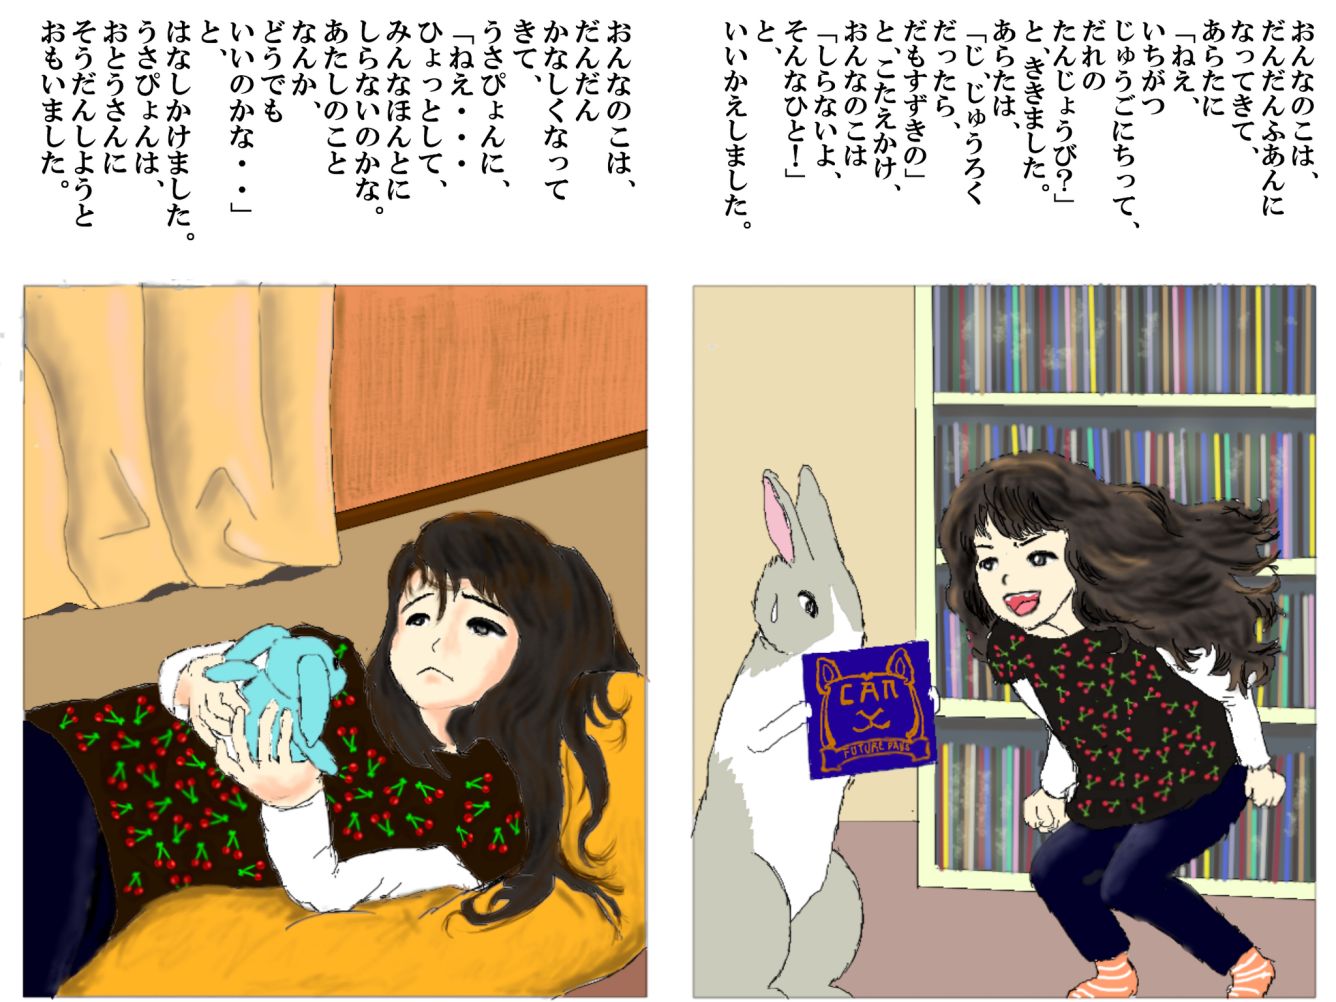 おんなのこは、
だんだんふあんに
なってきて、
あらたに
「ねえ、
いちがつ
じゅうごにちって、
だれの
たんじょうび？」
と、ききました。
あらたは、
「じ、じゅうろく
だったら、
だもすずきの」
と、こたえかけ、
おんなのこは
「しらないよ、
そんなひと！」
と、
いいかえしました。
CAN
FUTURE DAYS
おんなのこは、
だんだん
かなしくなって
きて、
うさぴょんに、
「ねえ・・・
ひょっとして、
みんなほんとに
しらないのかな。
あたしのこと
なんか、
どうでも
いいのかな・・」
と、
はなしかけました。
うさぴょんは、
おとうさんに
そうだんしようと
おもいました。